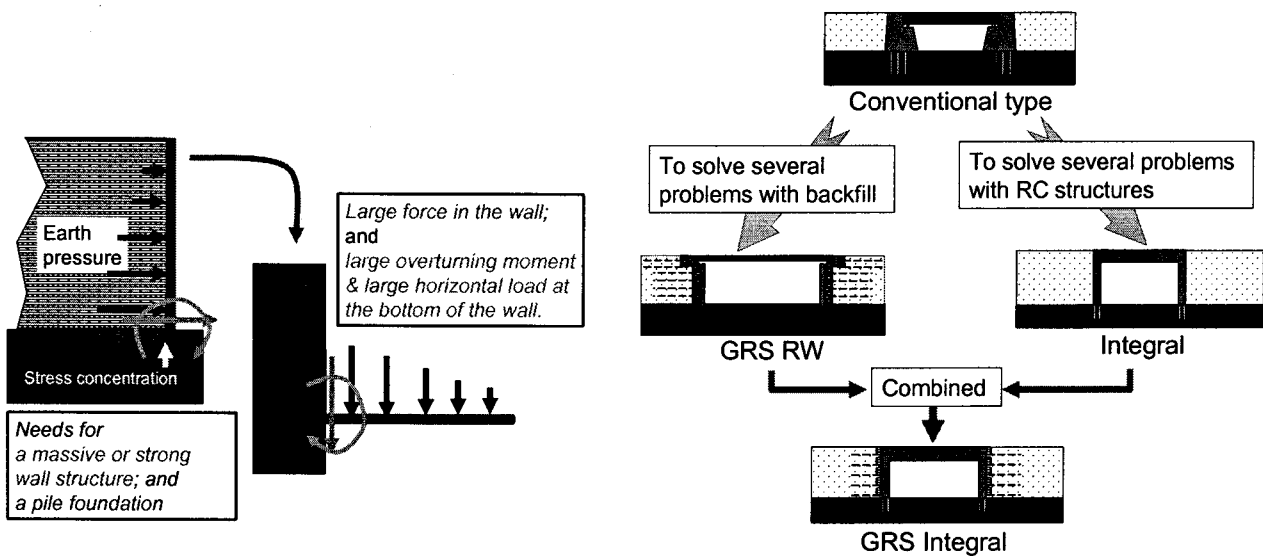 Earth
pressure
Stress concentration
Needs for
a massive or strong
wall structure; and
a pile foundation
Large force in the wall;
and
large overturning moment
& large horizontal load at
the bottom of the wall.
Conventional type
To solve several
problems with backfill
To solve several problems
with RC structures
GRS RW
Integral
Combined
GRS Integral